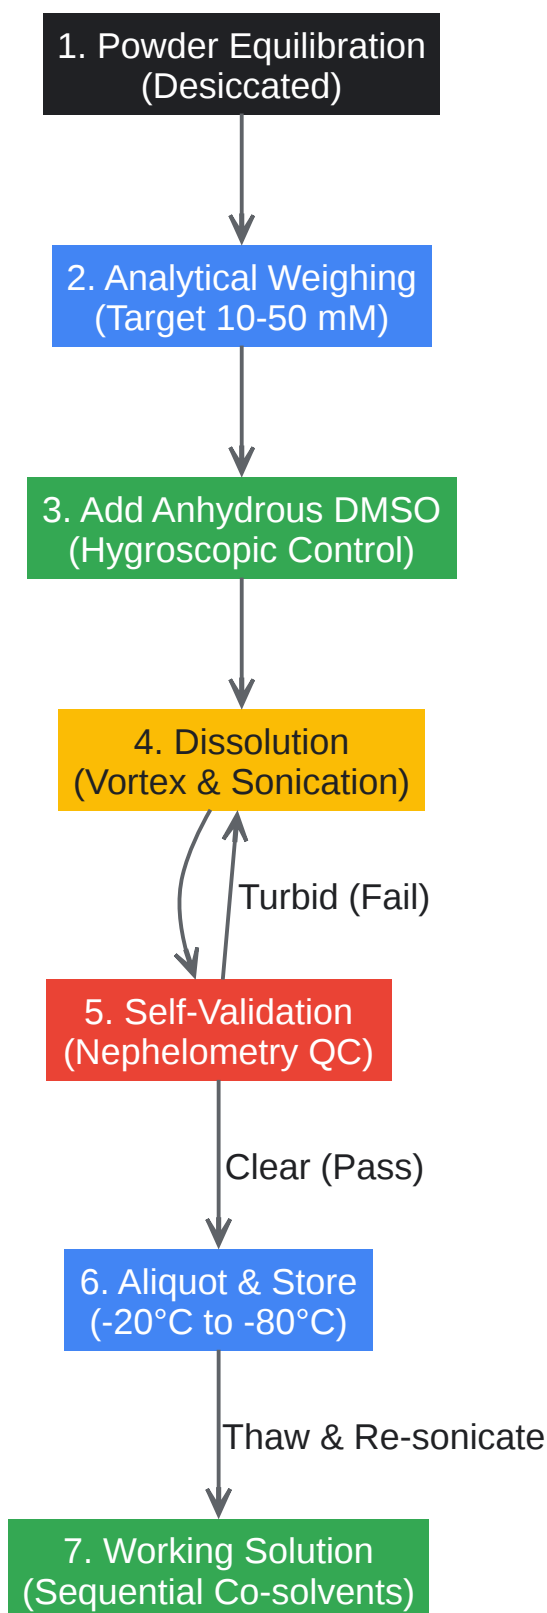 1. Powder Equilibration
(Desiccated)
2. Analytical Weighing
(Target 10-50 mM)
3. Add Anhydrous DMSO
(Hygroscopic Control)
4. Dissolution
(Vortex & Sonication)
Turbid (Fail)
5. Self-Validation
(Nephelometry QC)
Clear (Pass)
6. Aliquot & Store
(-20°C to -80°C)
Thaw & Re-sonicate
7. Working Solution
(Sequential Co-solvents)